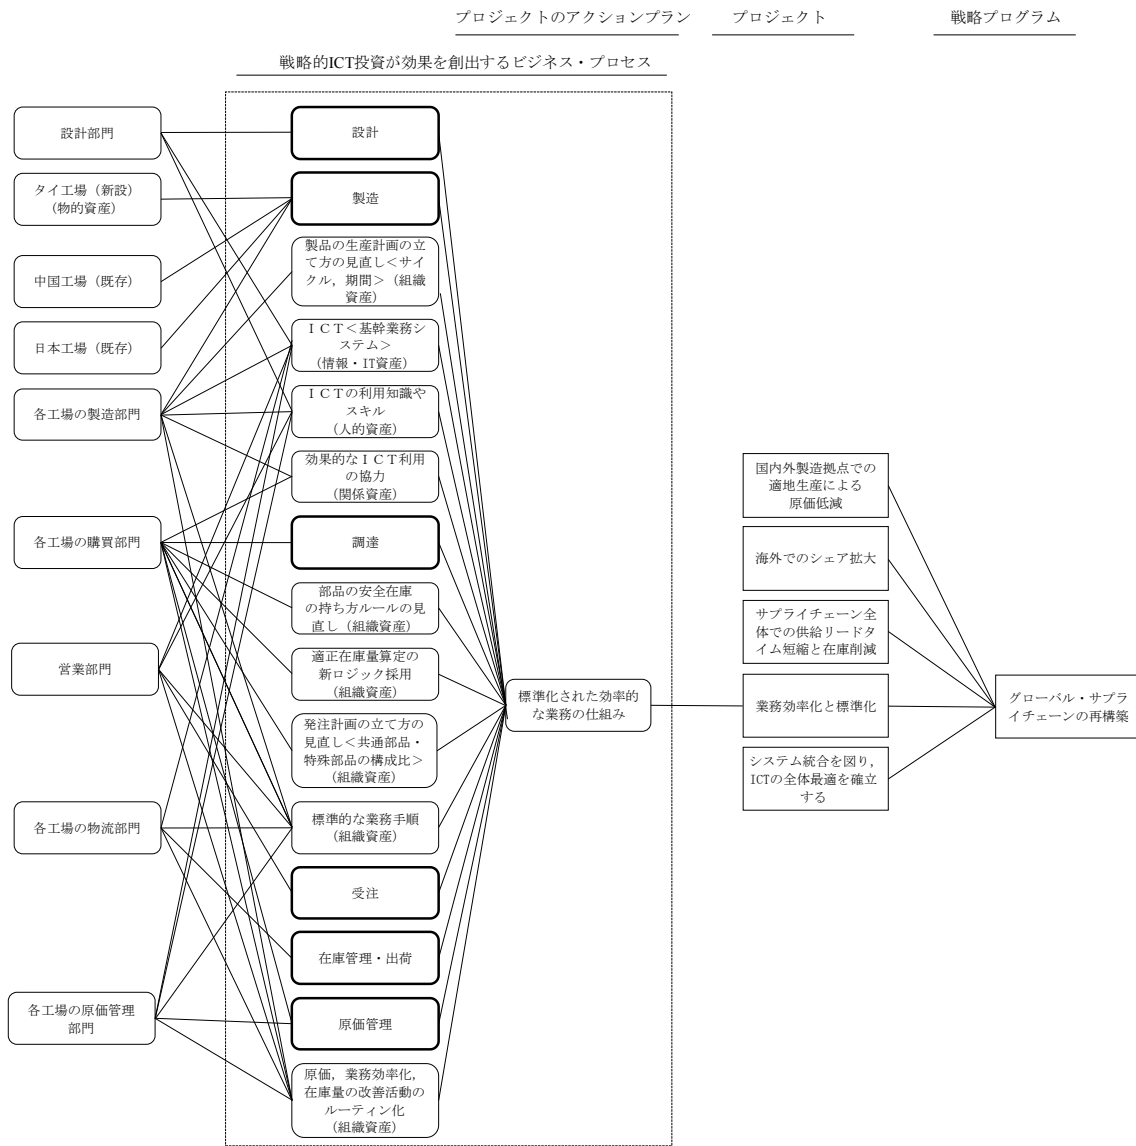 プロジェクトのアクションプラン
プロジェクト
戦略プログラム
戦略的ICT投資が効果を創出するビジネス・プロセス
設計部門
タイ工場（新設）
（物的資産）
中国工場（既存）
日本工場（既存）
各工場の製造部門
各工場の購買部門
営業部門
各工場の物流部門
各工場の原価管理
部門
設計
製造
製品の生産計画の立
て方の見直し＜サイ
クル，期間＞（組織
資産）
ＩＣＴ＜基幹業務シ
ステム＞
（情報・IT資産）
ＩＣＴの利用知識や
スキル
（人的資産）
効果的なＩＣＴ利用
の協力
（関係資産）
調達
部品の安全在庫
の持ち方ルールの見
直し（組織資産）
適正在庫量算定の
新ロジック採用
（組織資産）
発注計画の立て方の
見直し＜共通部品・
特殊部品の構成比＞
（組織資産）
標準的な業務手順
（組織資産）
受注
在庫管理・出荷
原価管理
原価，業務効率化，
在庫量の改善活動の
ルーティン化
（組織資産）
標準化された効率的
な業務の仕組み
国内外製造拠点での
適地生産による
原価低減
海外でのシェア拡大
サプライチェーン全
体での供給リードタ
イム短縮と在庫削減
業務効率化と標準化
システム統合を図り，
ICTの全体最適を確立
する
グローバル・サプラ
イチェーンの再構築